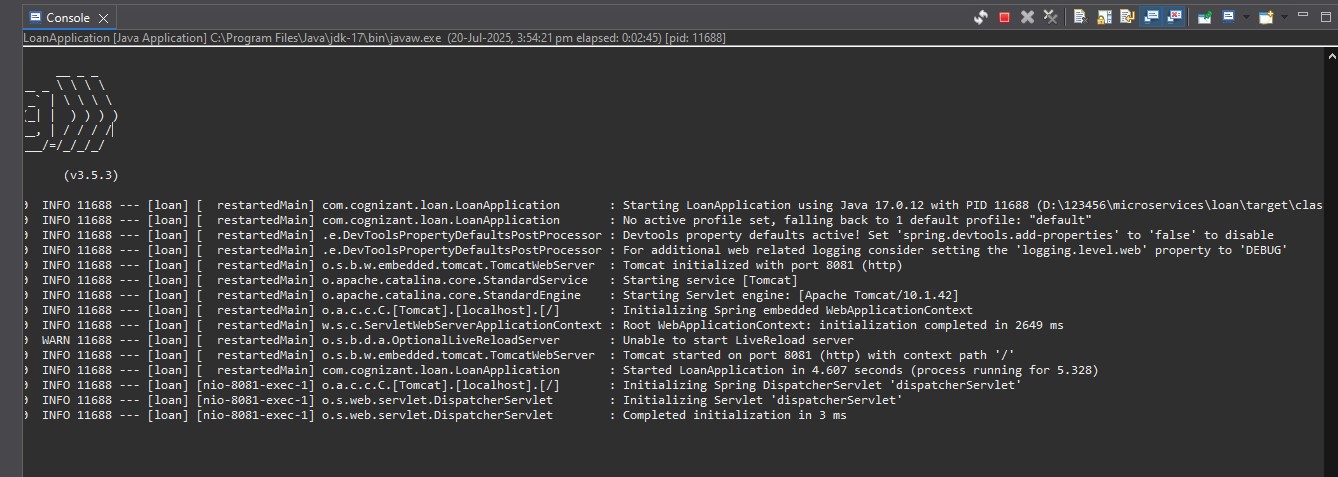 Console
LoanApplication [Java Application] C:\Program Files\Java\jdk-17\bin\javaw.exe (20-Jul-2025, 3:54:21 pm elapsed: 0:02:45) [pid: 11688]
(v3.5.3)
INFO 11688 --- [loan] [  restartedMain] com.cognizant.loan.LoanApplication       : Starting LoanApplication using Java 17.0.12 with PID 11688 (D:\123456\microservices\loan\target\clas
INFO 11688 --- [loan] [  restartedMain] com.cognizant.loan.LoanApplication       : No active profile set, falling back to 1 default profile: "default"
INFO 11688 --- [loan] [  restartedMain] .e.DevToolsPropertyDefaultsPostProcessor : Devtools property defaults active! Set 'spring.devtools.add-properties' to 'false' to disable
INFO 11688 --- [loan] [  restartedMain] .e.DevToolsPropertyDefaultsPostProcessor : For additional web related logging consider setting the 'logging.level.web' property to 'DEBUG'
INFO 11688 --- [loan] [  restartedMain] o.s.b.w.embedded.tomcat.TomcatWebServer  : Tomcat initialized with port 8081 (http)
INFO 11688 --- [loan] [  restartedMain] o.apache.catalina.core.StandardService   : Starting service [Tomcat]
INFO 11688 --- [loan] [  restartedMain] o.apache.catalina.core.StandardEngine    : Starting Servlet engine: [Apache Tomcat/10.1.42]
INFO 11688 --- [loan] [  restartedMain] o.a.c.c.C.[Tomcat].[localhost].[/]       : Initializing Spring embedded WebApplicationContext
INFO 11688 --- [loan] [  restartedMain] w.s.c.ServletWebServerApplicationContext : Root WebApplicationContext: initialization completed in 2649 ms
WARN 11688 --- [loan] [  restartedMain] o.s.b.d.a.OptionalLiveReloadServer       : Unable to start LiveReload server
INFO 11688 --- [loan] [  restartedMain] o.s.b.w.embedded.tomcat.TomcatWebServer  : Tomcat started on port 8081 (http) with context path '/'
INFO 11688 --- [loan] [  restartedMain] com.cognizant.loan.LoanApplication       : Started LoanApplication in 4.607 seconds (process running for 5.328)
INFO 11688 --- [loan] [nio-8081-exec-1] o.a.c.c.C.[Tomcat].[localhost].[/]       : Initializing Spring DispatcherServlet 'dispatcherServlet'
INFO 11688 --- [loan] [nio-8081-exec-1] o.s.web.servlet.DispatcherServlet        : Initializing Servlet 'dispatcherServlet'
INFO 11688 --- [loan] [nio-8081-exec-1] o.s.web.servlet.DispatcherServlet        : Completed initialization in 3 ms